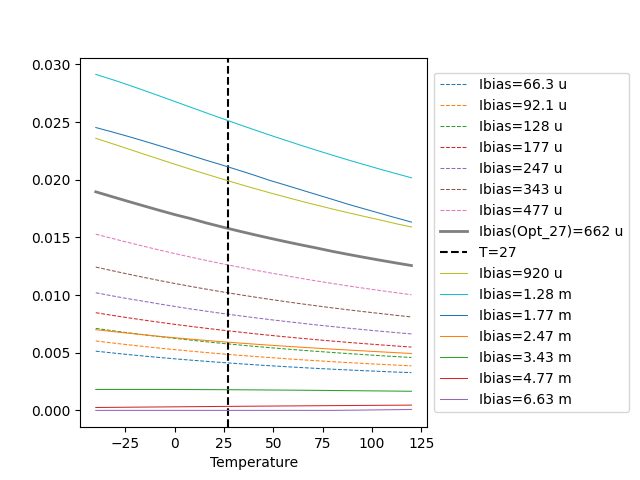 0.030
0.025
0.020
0.015
0.010
0.005
0.000
−25 0 25 50 75 100 125
Temperature
Ibias=66.3 u
Ibias=92.1 u
Ibias=128 u
Ibias=177 u
Ibias=247 u
Ibias=343 u
Ibias=477 u
Ibias(Opt_27)=662 u
T=27
Ibias=920 u
Ibias=1.28 m
Ibias=1.77 m
Ibias=2.47 m
Ibias=3.43 m
Ibias=4.77 m
Ibias=6.63 m